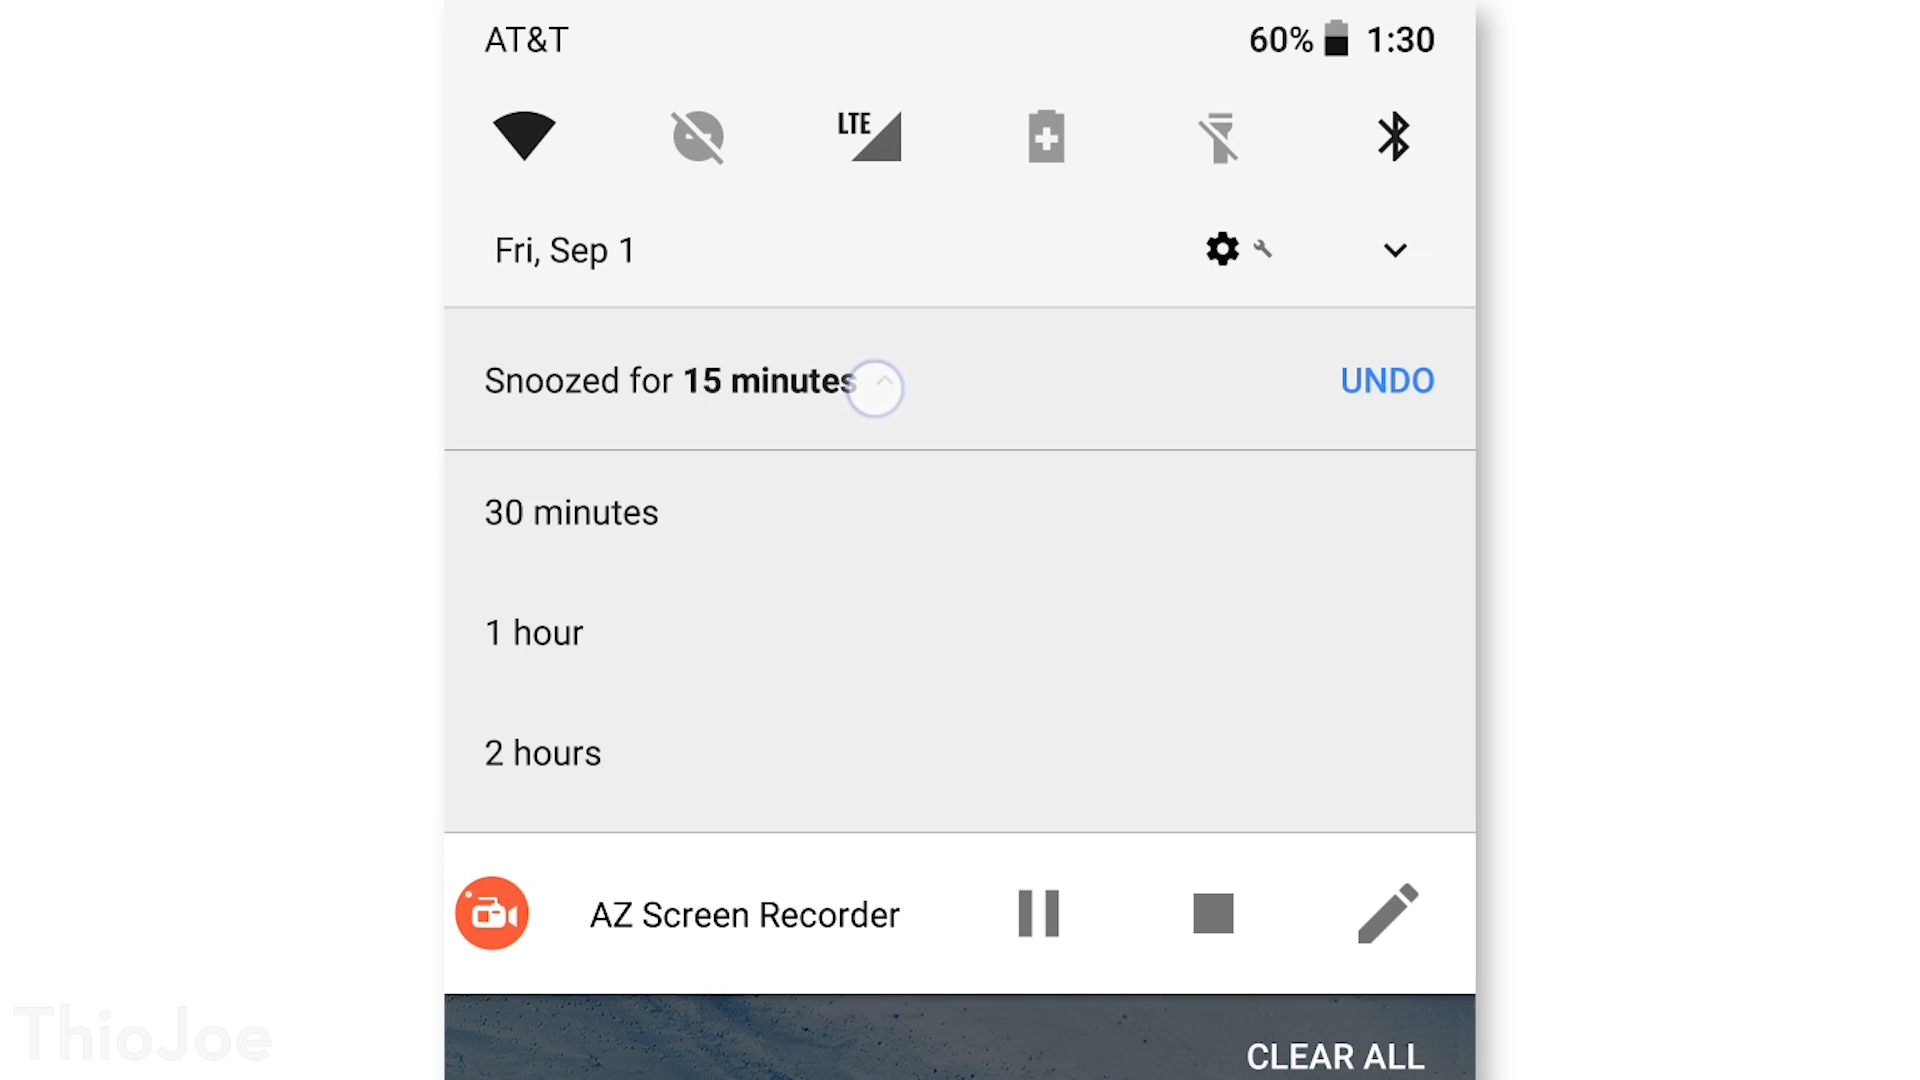 AT&T
60% 1:30
LTE
Fri, Sep 1
Snoozed for 15 minutes
UNDO
30 minutes
1 hour
2 hours
AZ Screen Recorder
CLEAR ALL
ThioJoe